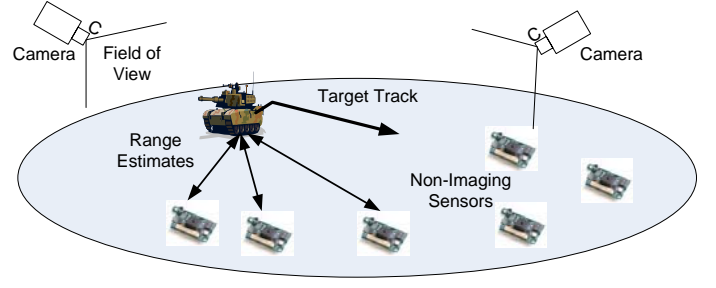 Camera
Field of
View
Camera
Target Track
Range
Estimates
Non-Imaging
Sensors